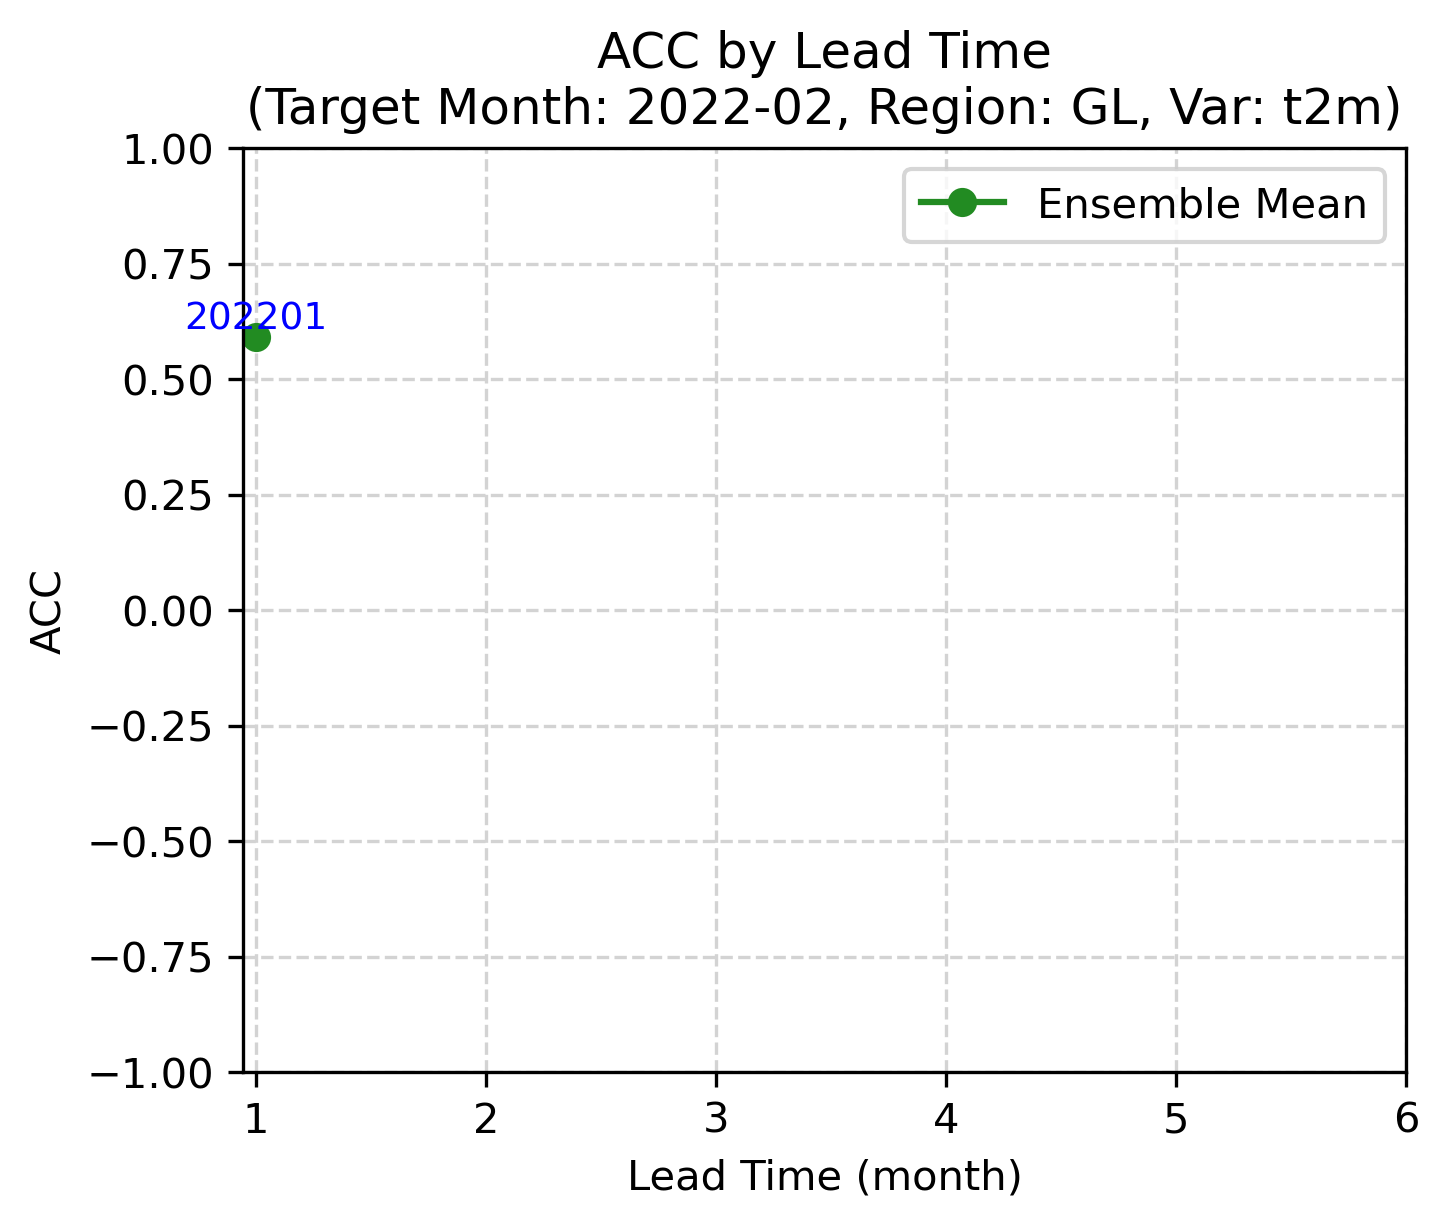 ACC by Lead Time
(Target Month: 2022-02, Region: GL, Var: t2m)
Ensemble Mean
202201
1.00
0.75
0.50
0.25
0.00
−0.25
−0.50
−0.75
−1.00
ACC
1 2 3 4 5 6
Lead Time (month)